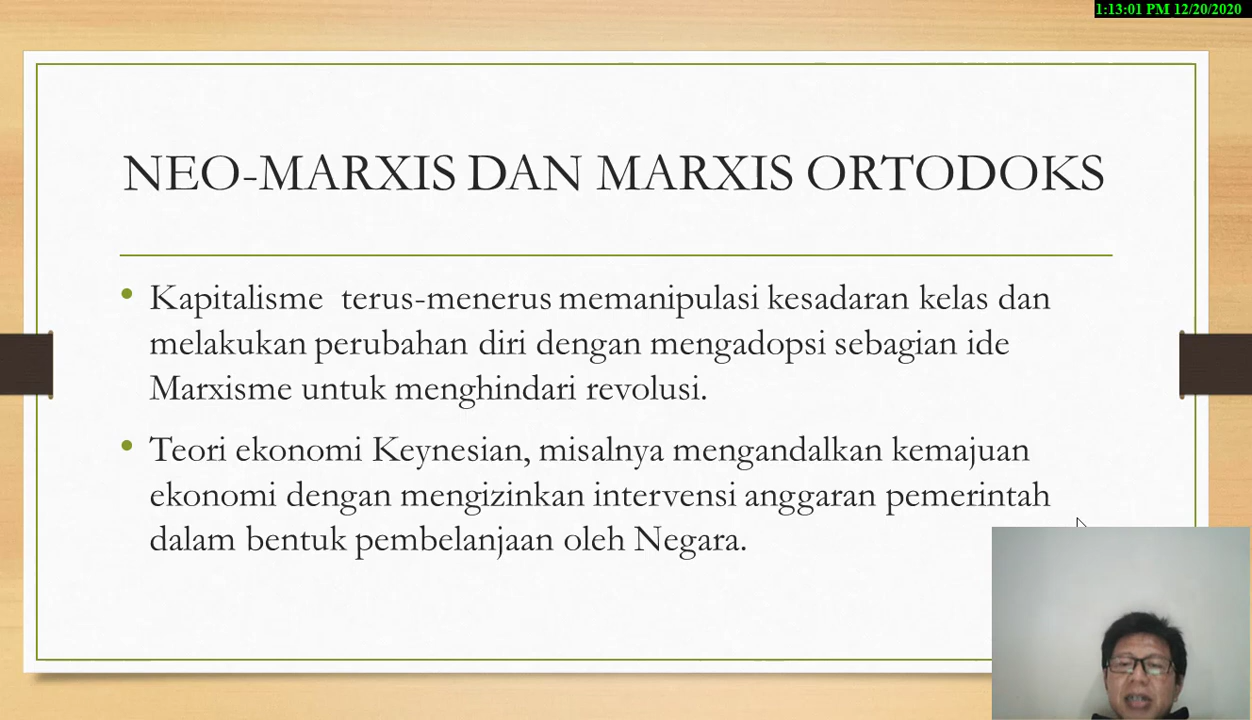 1:13:01 PM 12/20/2020
NEO-MARXIS DAN MARXIS ORTODOKS
Kapitalisme terus-menerus memanipulasi kesadaran kelas dan
melakukan perubahan diri dengan mengadopsi sebagian ide
Marxisme untuk menghindari revolusi.
Teori ekonomi Keynesian, misalnya mengandalkan kemajuan
ekonomi dengan mengizinkan intervensi anggaran pemerintah
dalam bentuk pembelanjaan oleh Negara.